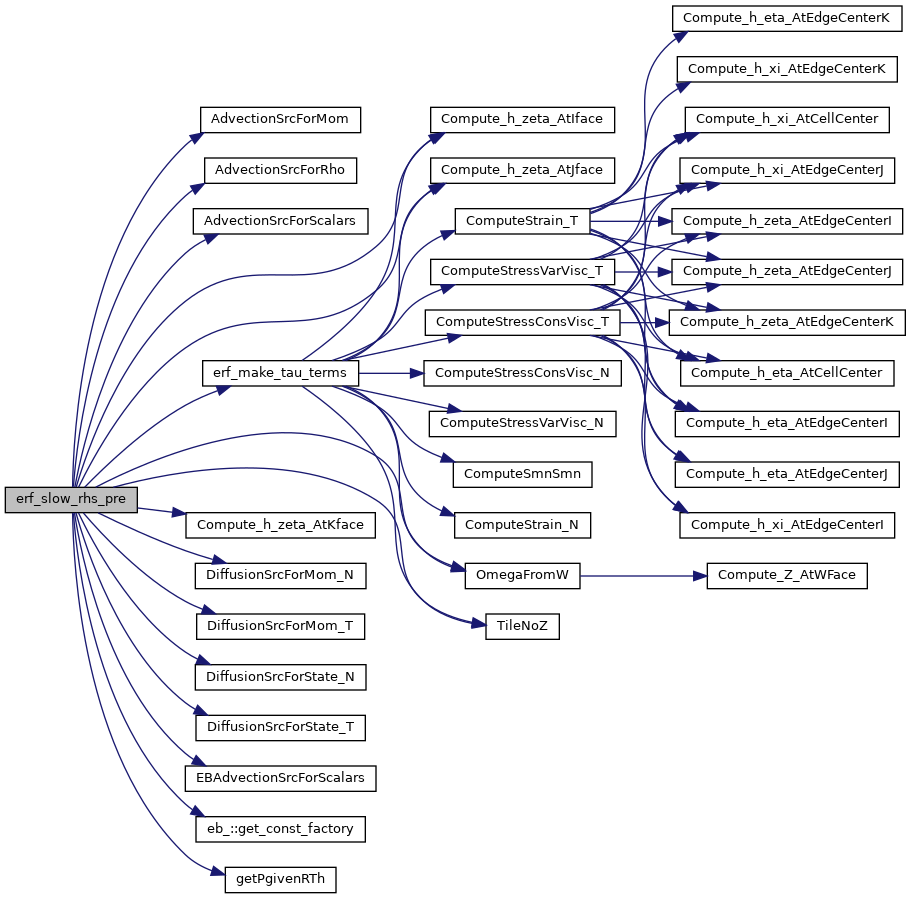 erf_slow_rhs_pre
AdvectionSrcForMom
AdvectionSrcForRho
AdvectionSrcForScalars
erf_make_tau_terms
Compute_h_zeta_AtKface
DiffusionSrcForMom_N
DiffusionSrcForMom_T
DiffusionSrcForState_N
DiffusionSrcForState_T
EBAdvectionSrcForScalars
eb_::get_const_factory
getPgivenRTh
Compute_h_zeta_AtIface
Compute_h_zeta_AtJface
ComputeStrain_T
ComputeStressVarVisc_T
ComputeStressConsVisc_T
ComputeStressConsVisc_N
ComputeStressVarVisc_N
ComputeSmnSmn
ComputeStrain_N
OmegaFromW
TileNoZ
Compute_h_eta_AtEdgeCenterK
Compute_h_xi_AtEdgeCenterK
Compute_h_xi_AtCellCenter
Compute_h_xi_AtEdgeCenterJ
Compute_h_zeta_AtEdgeCenterI
Compute_h_zeta_AtEdgeCenterJ
Compute_h_zeta_AtEdgeCenterK
Compute_h_eta_AtCellCenter
Compute_h_eta_AtEdgeCenterI
Compute_h_eta_AtEdgeCenterJ
Compute_h_xi_AtEdgeCenterI
Compute_Z_AtWFace